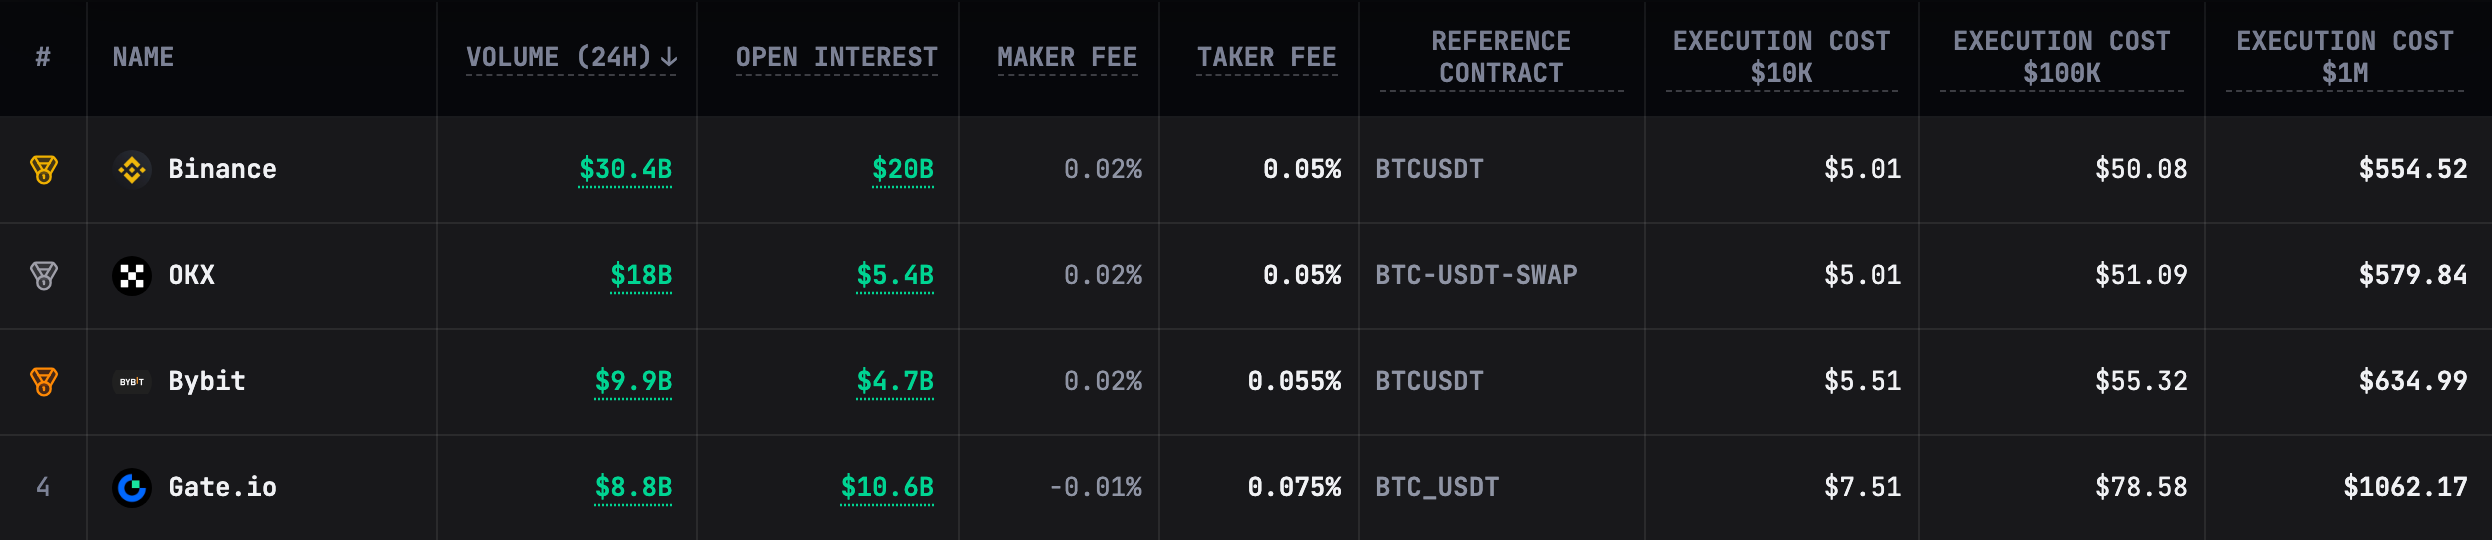 # NAME VOLUME (24H) ↓ OPEN INTEREST MAKER FEE TAKER FEE REFERENCE CONTRACT EXECUTION COST $10K EXECUTION COST $100K EXECUTION COST $1M
Binance $30.4B $20B 0.02% 0.05% BTCUSDT $5.01 $50.08 $554.52
OKX $18B $5.4B 0.02% 0.05% BTC-USDT-SWAP $5.01 $51.09 $579.84
BYBIT Bybit $9.9B $4.7B 0.02% 0.055% BTCUSDT $5.51 $55.32 $634.99
4 Gate.io $8.8B $10.6B -0.01% 0.075% BTC_USDT $7.51 $78.58 $1062.17